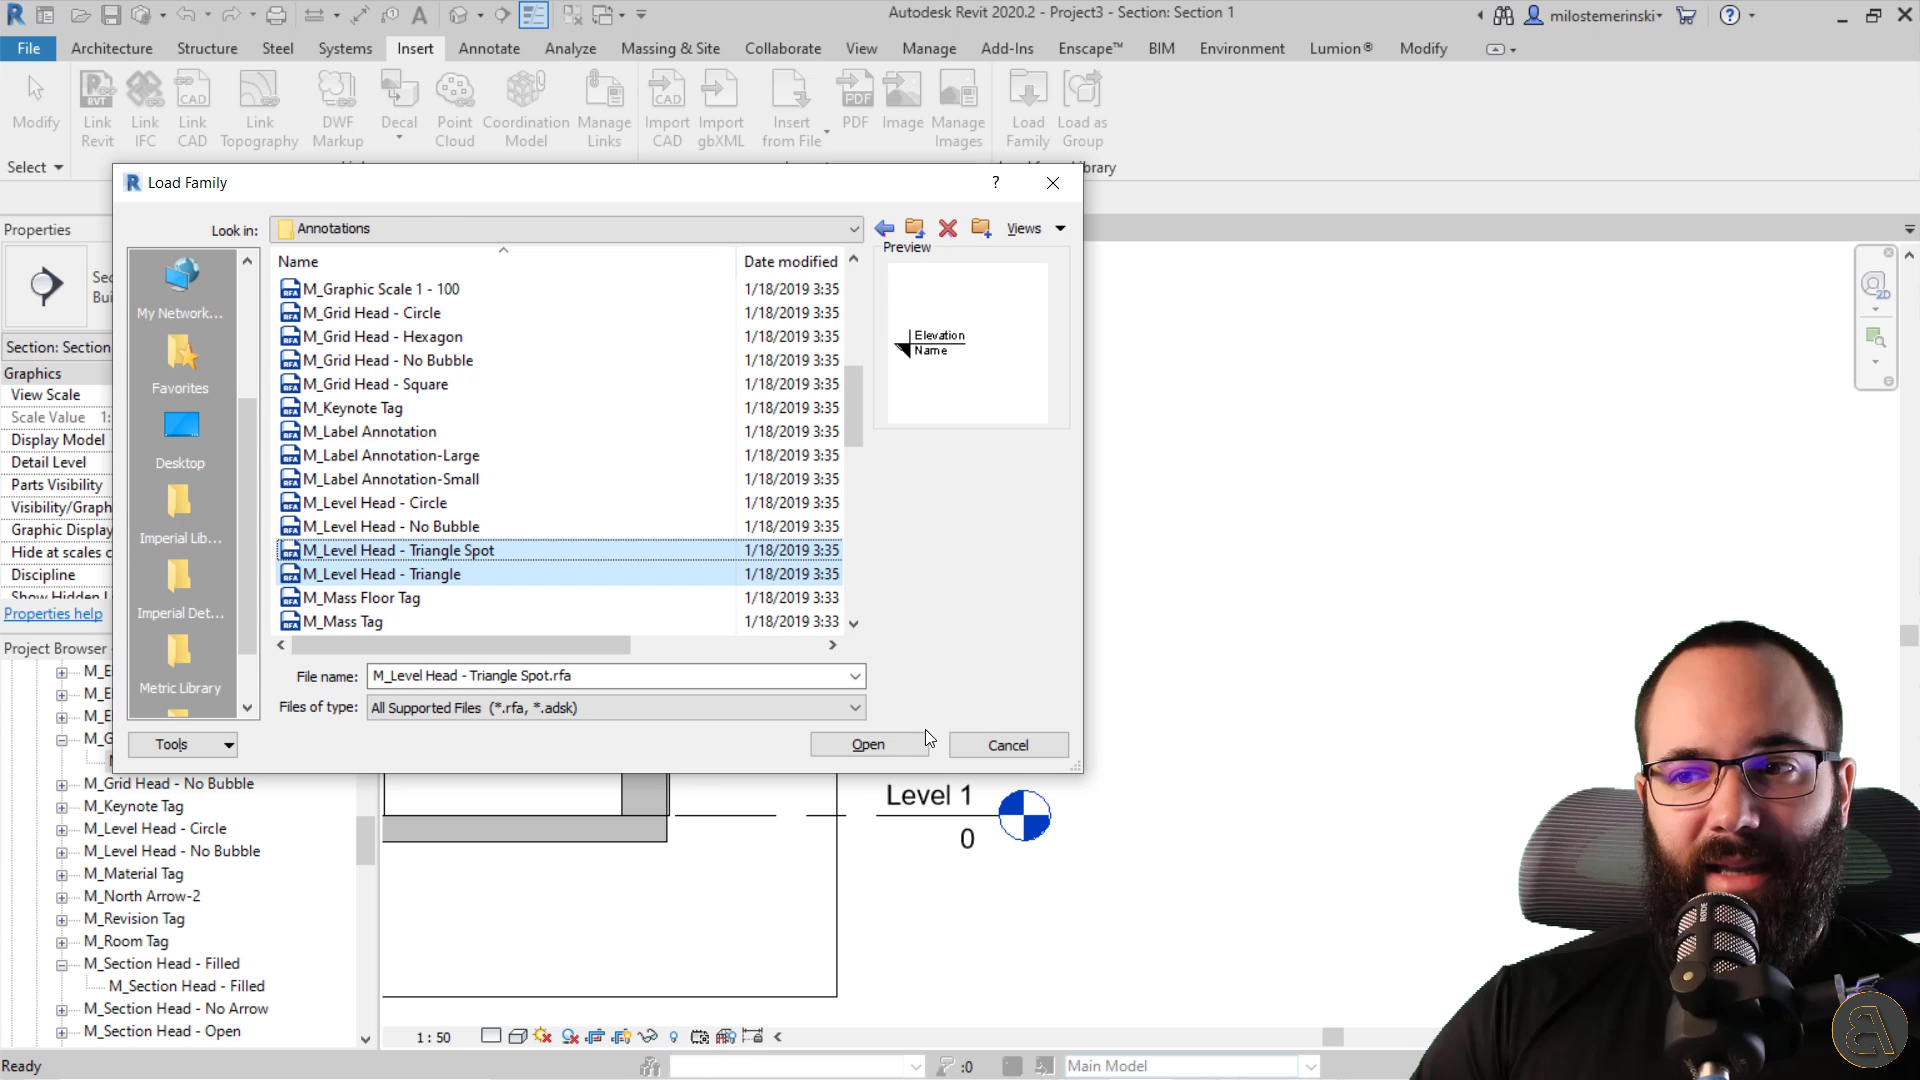 Autodesk Revit 2020.2 - Project3 - Section: Section 1
milostemerinski
File Architecture Structure Steel Systems Insert Annotate Analyze Massing & Site Collaborate View Manage Add-Ins Enscape™ BIM Environment Lumion® Modify
Modify
Link Revit
Link IFC
Link CAD
Link Topography
DWF Markup
Decal
Point Cloud
Coordination Model
Manage Links
Import CAD
Import gbXML
Insert from File
PDF
Image
Manage Images
Load Family
Load as Group
Select
Load Family
?
Properties
Section: Section
Graphics
View Scale
Scale Value 1:
Display Model
Detail Level
Parts Visibility
Visibility/Graph
Graphic Display
Hide at scales c
Discipline
Show Hidden L
Properties help
Look in: Annotations
Views
Preview
My Network...
Favorites
Desktop
Imperial Lib...
Imperial Det...
Metric Library
Name Date modified
M_Graphic Scale 1 - 100 1/18/2019 3:35
M_Grid Head - Circle 1/18/2019 3:35
M_Grid Head - Hexagon 1/18/2019 3:35
M_Grid Head - No Bubble 1/18/2019 3:35
M_Grid Head - Square 1/18/2019 3:35
M_Keynote Tag 1/18/2019 3:35
M_Label Annotation 1/18/2019 3:35
M_Label Annotation-Large 1/18/2019 3:35
M_Label Annotation-Small 1/18/2019 3:35
M_Level Head - Circle 1/18/2019 3:35
M_Level Head - No Bubble 1/18/2019 3:35
M_Level Head - Triangle Spot 1/18/2019 3:35
M_Level Head - Triangle 1/18/2019 3:35
M_Mass Floor Tag 1/18/2019 3:33
M_Mass Tag 1/18/2019 3:33
Elevation
Name
File name: M_Level Head - Triangle Spot.rfa
Files of type: All Supported Files (*.rfa, *.adsk)
Tools
Open
Cancel
Project Browser
M_Grid Head - No Bubble
M_Keynote Tag
M_Level Head - Circle
M_Level Head - No Bubble
M_Material Tag
M_North Arrow-2
M_Revision Tag
M_Room Tag
M_Section Head - Filled
M_Section Head - Filled
M_Section Head - No Arrow
M_Section Head - Open
Level 1
0
1 : 50
Ready
:0
Main Model
RØDE